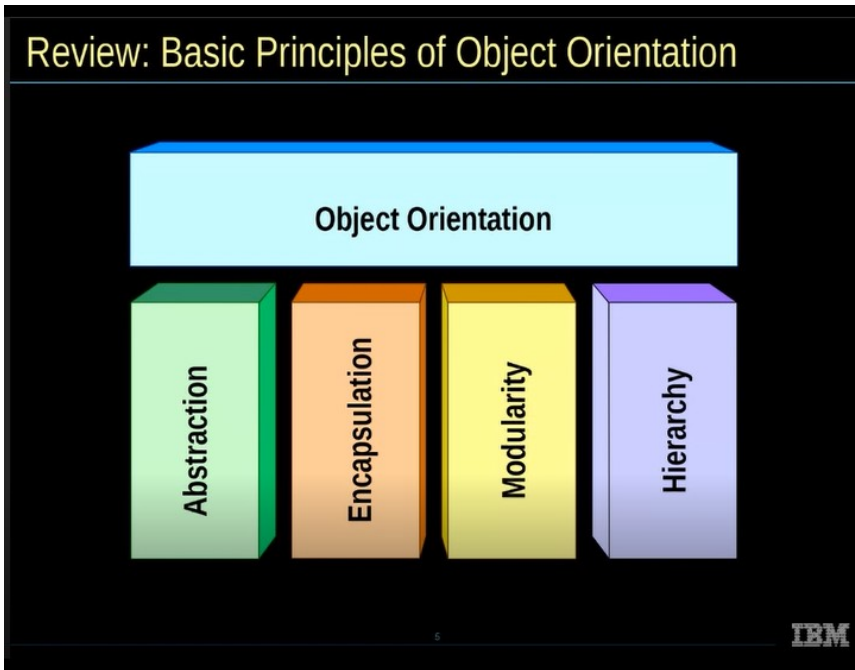 Review: Basic Principles of Object Orientation
Object Orientation
Abstraction
Encapsulation
Modularity
Hierarchy
5
IBM